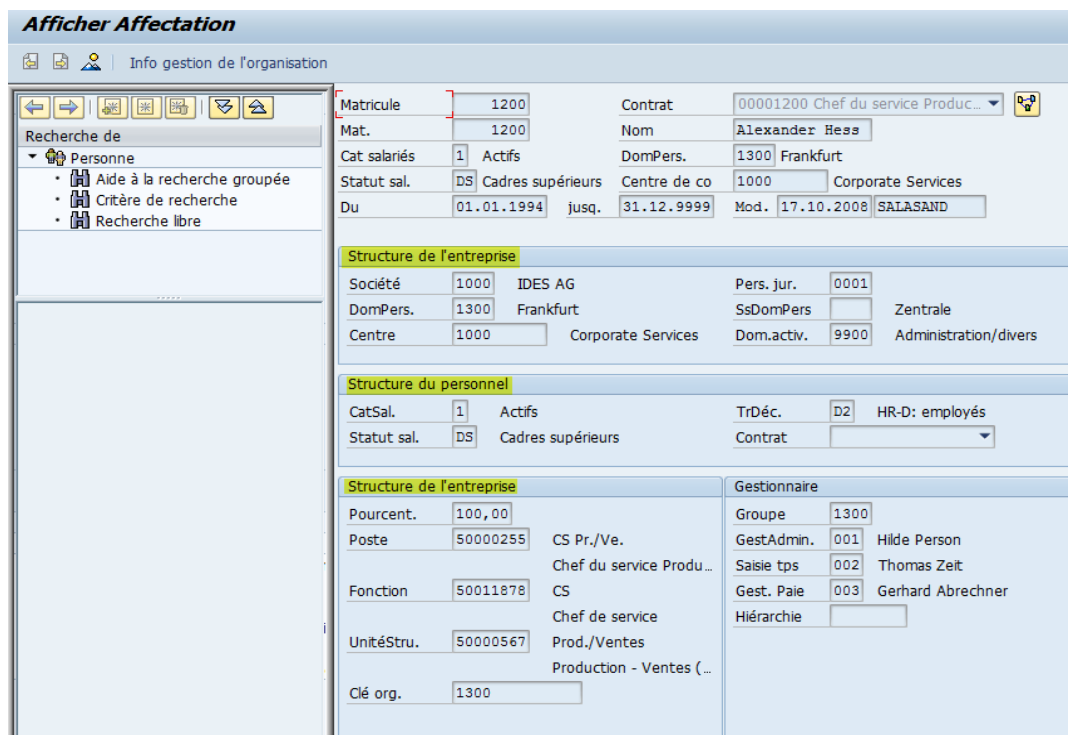 Afficher Affectation
Info gestion de l'organisation
Recherche de
Personne
Aide à la recherche groupée
Critère de recherche
Recherche libre
Matricule 1200 Contrat 00001200 Chef du service Produc...
Mat. 1200 Nom Alexander Hess
Cat salariés 1 Actifs DomPers. 1300 Frankfurt
Statut sal. DS Cadres supérieurs Centre de co 1000 Corporate Services
Du 01.01.1994 jusq. 31.12.9999 Mod. 17.10.2008 SALASAND
Structure de l'entreprise
Société 1000 IDES AG Pers. jur. 0001
DomPers. 1300 Frankfurt SsDomPers Zentrale
Centre 1000 Corporate Services Dom.activ. 9900 Administration/divers
Structure du personnel
CatSal. 1 Actifs TrDéc. D2 HR-D: employés
Statut sal. DS Cadres supérieurs Contrat
Structure de l'entreprise
Pourcent. 100,00
Poste 50000255 CS Pr./Ve.
Chef du service Produ...
Fonction 50011878 CS
Chef de service
UnitéStru. 50000567 Prod./Ventes
Production - Ventes (...
Clé org. 1300
Gestionnaire
Groupe 1300
GestAdmin. 001 Hilde Person
Saisie tps 002 Thomas Zeit
Gest. Paie 003 Gerhard Abrechner
Hiérarchie